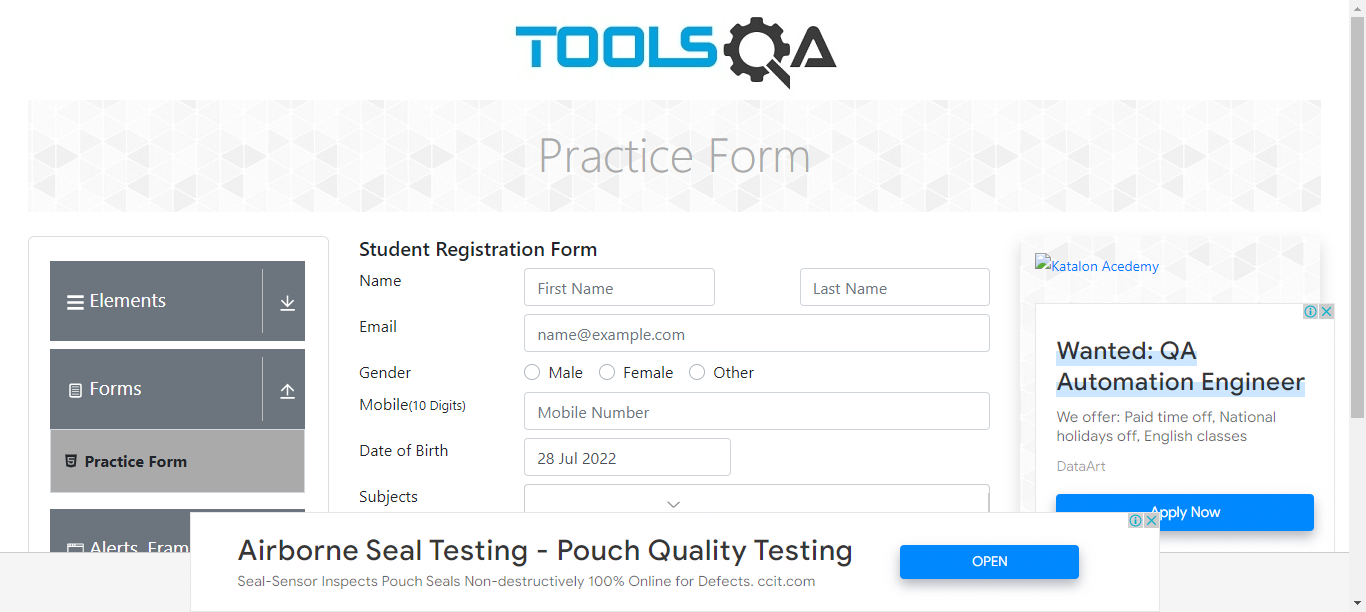 TOOLSQA
Practice Form
Elements
Forms
Practice Form
Student Registration Form
Name
First Name
Last Name
Email
name@example.com
Gender
Male
Female
Other
Mobile(10 Digits)
Mobile Number
Date of Birth
28 Jul 2022
Subjects
Katalon Acedemy
Wanted: QA
Automation Engineer
We offer: Paid time off, National
holidays off, English classes
DataArt
Apply Now
Alerts, Fram
Airborne Seal Testing - Pouch Quality Testing
Seal-Sensor Inspects Pouch Seals Non-destructively 100% Online for Defects. ccit.com
OPEN